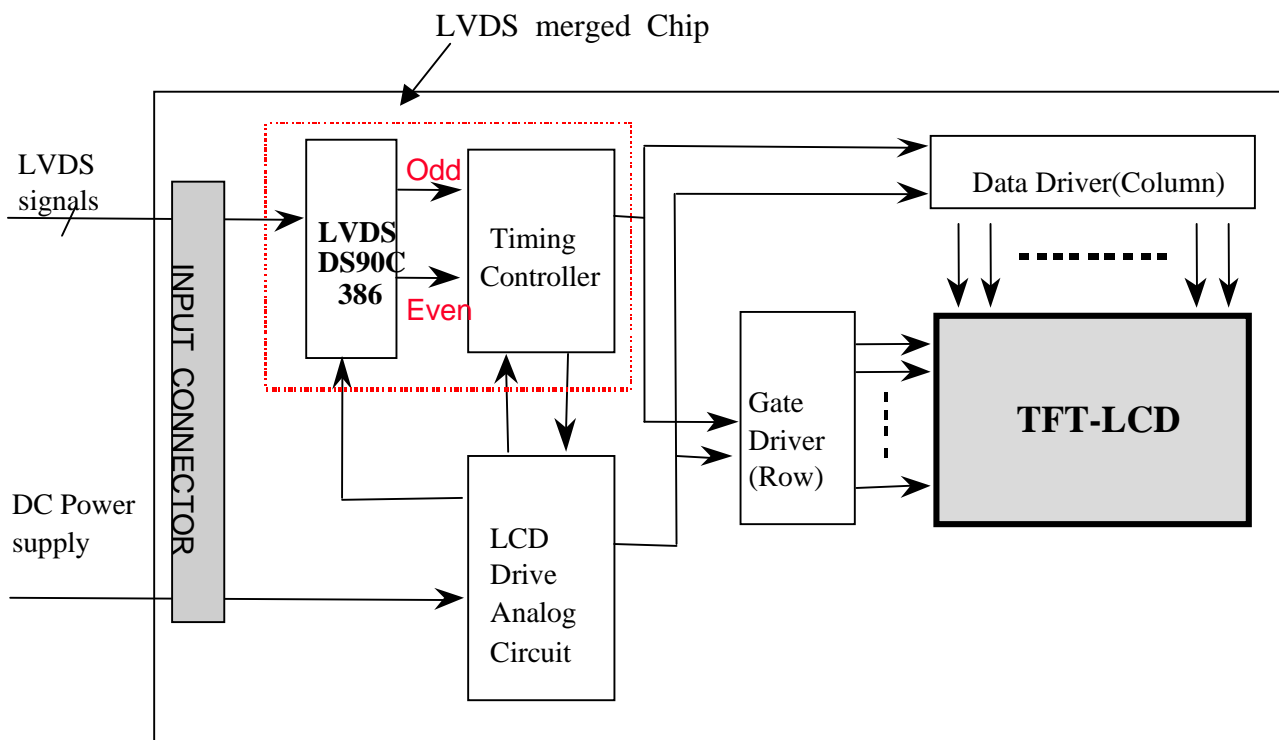 LVDS merged Chip
LVDS
signals
INPUT CONNECTOR
LVDS
DS90C
386
Odd
Even
Timing
Controller
Data Driver(Column)
Gate
Driver
(Row)
TFT-LCD
DC Power
supply
LCD
Drive
Analog
Circuit